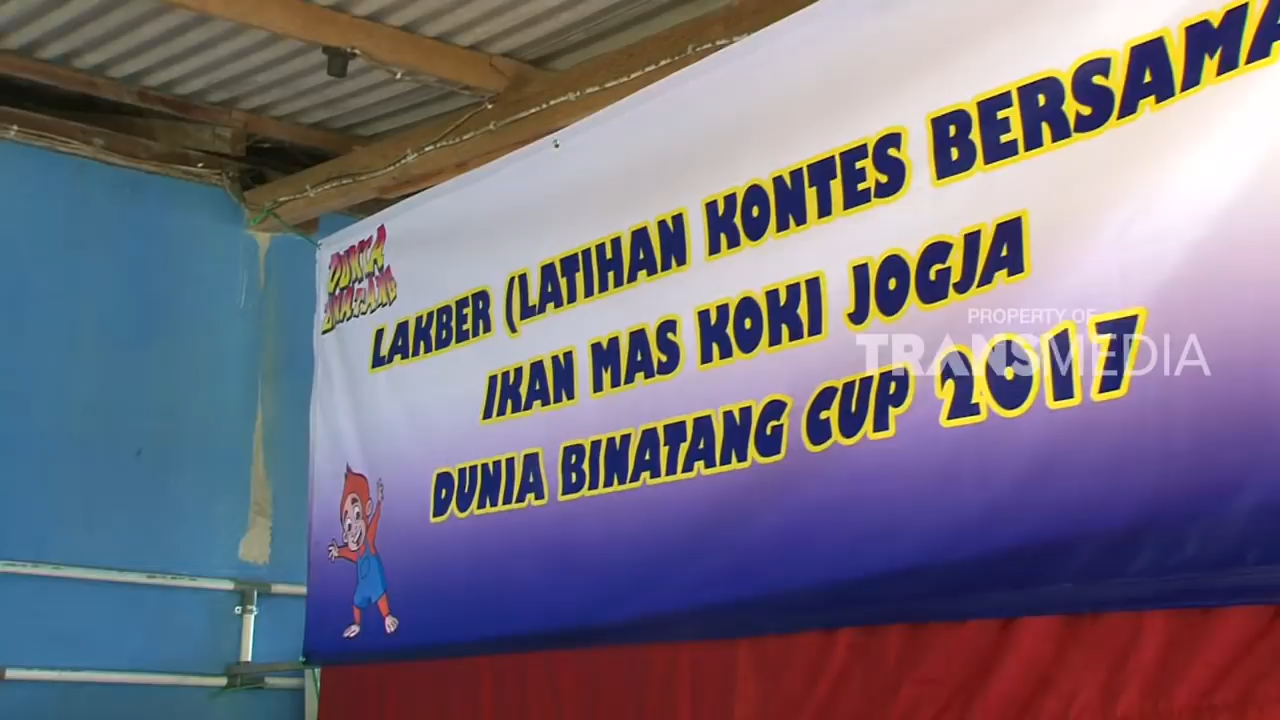 DUNIA
BINATANG
LAKBER (LATIHAN KONTES BERSAMA
IKAN MAS KOKI JOGJA
DUNIA BINATANG CUP 2017
PROPERTY OF
TRANSMEDIA